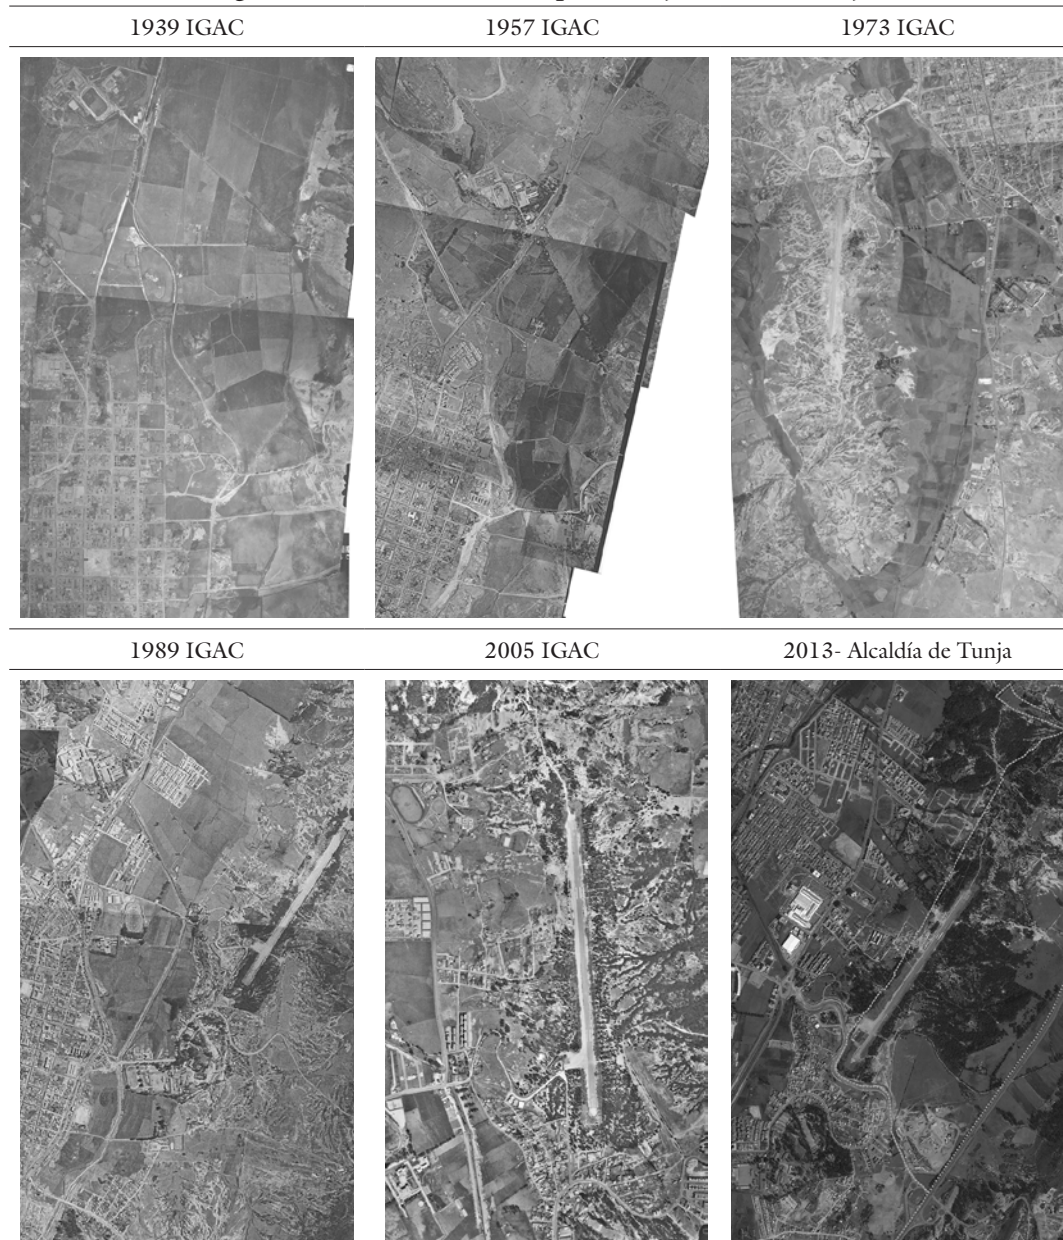 1939 IGAC
1957 IGAC
1973 IGAC
1989 IGAC
2005 IGAC
2013- Alcaldía de Tunja